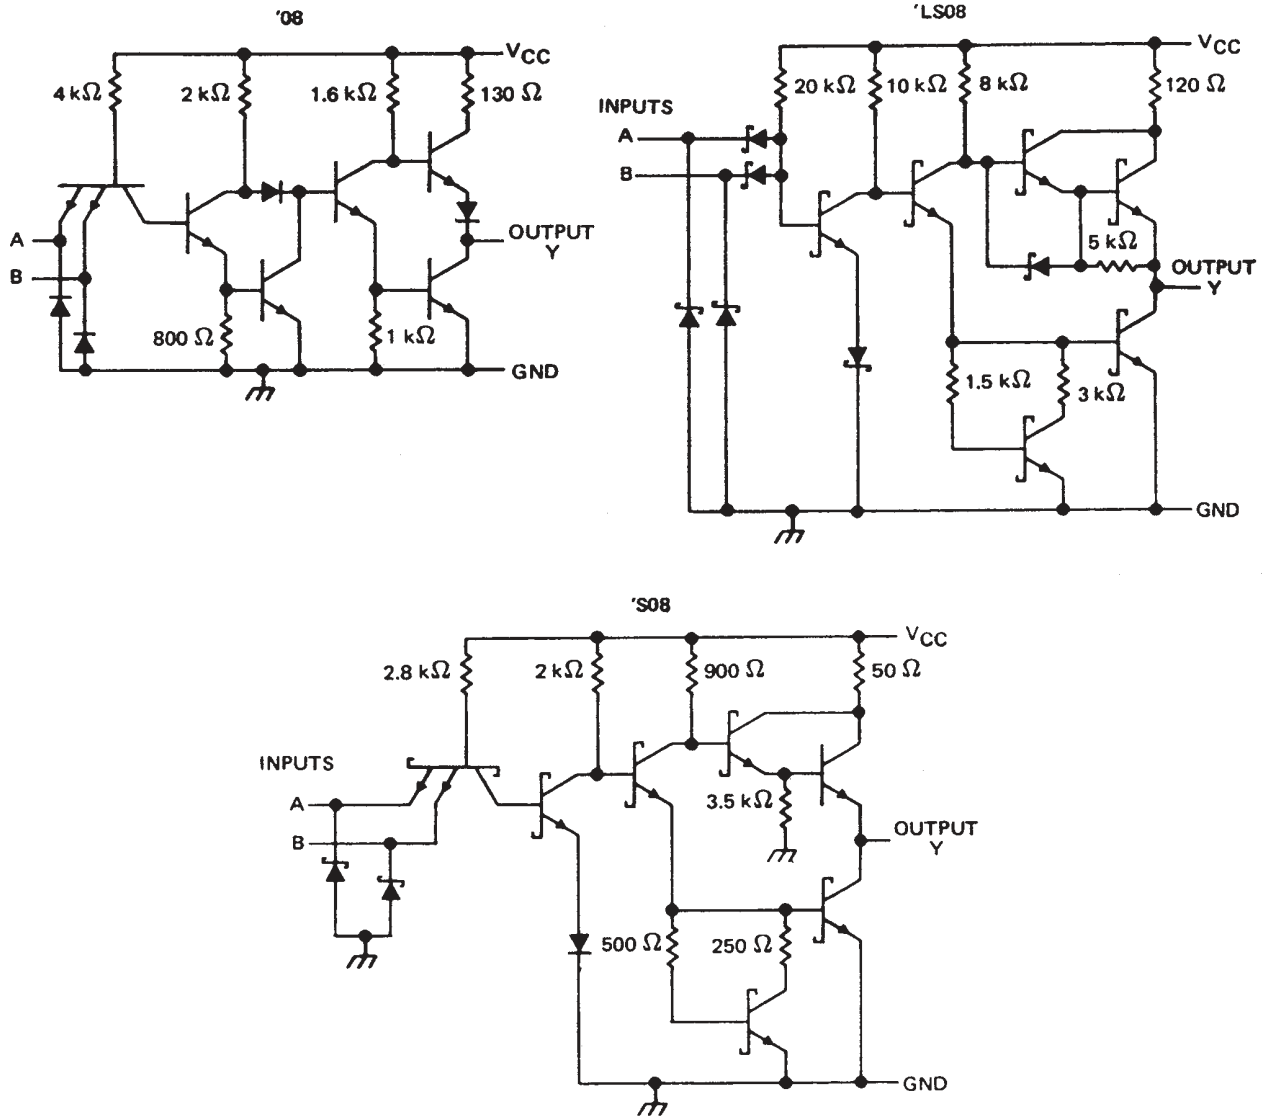 '08
VCC
4 kΩ
2 kΩ
1.6 kΩ
130 Ω
A
B
OUTPUT
Y
800 Ω
1 kΩ
GND
'LS08
VCC
20 kΩ
10 kΩ
8 kΩ
120 Ω
INPUTS
A
B
5 kΩ
OUTPUT
Y
1.5 kΩ
3 kΩ
GND
'S08
VCC
2.8 kΩ
2 kΩ
900 Ω
50 Ω
INPUTS
A
B
3.5 kΩ
OUTPUT
Y
500 Ω
250 Ω
GND